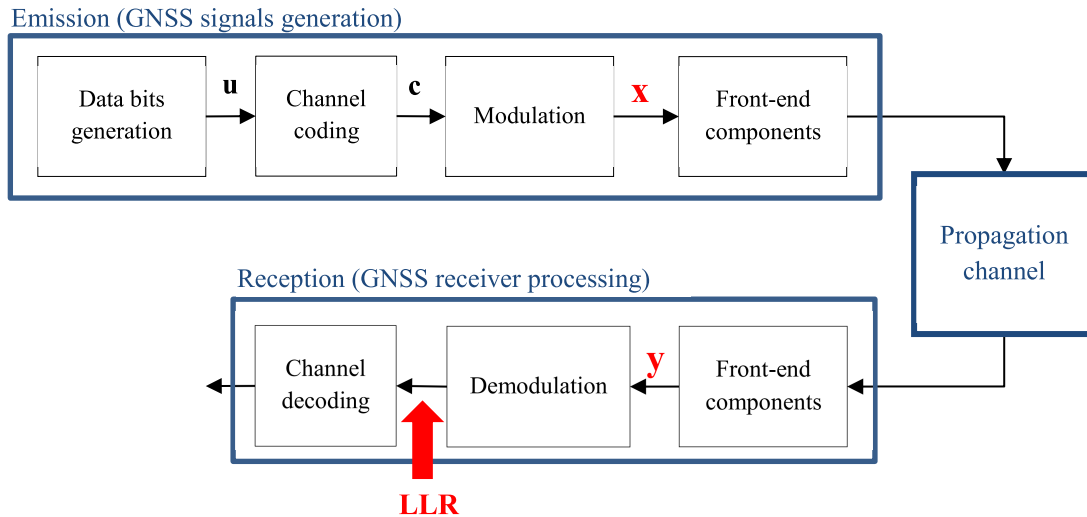 Emission (GNSS signals generation)
Data bits
generation
u
Channel
coding
c
Modulation
x
Front-end
components
Propagation
channel
Reception (GNSS receiver processing)
Channel
decoding
Demodulation
y
Front-end
components
LLR